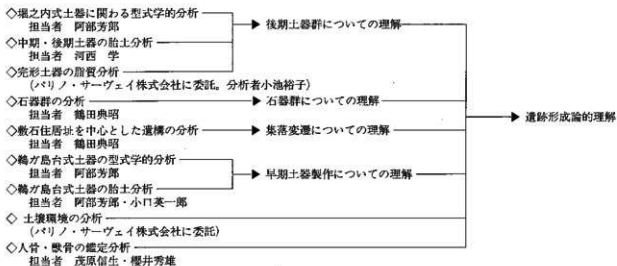 ◇堀之内式土器に関わる型式学的分析
担当者 阿部芳郎
◇中期・後期土器の胎土分析
担当者 河西 学
◇完形土器の脂質分析
(パリノ・サーヴェイ株式会社に委託。分析者小池裕子)
後期土器群についての理解
◇石器群の分析
担当者 鶴田典昭
石器群についての理解
◇敷石住居址を中心とした遺構の分析
担当者 鶴田典昭
集落変遷についての理解
◇鵜ガ島台式土器の型式学的分析
担当者 阿部芳郎
◇鵜ガ島台式土器の胎土分析
担当者 阿部芳郎・小口英一郎
早期土器製作についての理解
◇ 土壌環境の分析
(パリノ・サーヴェイ株式会社に委託)
◇人骨・獣骨の鑑定分析
担当者 茂原信生・櫻井秀雄
遺跡形成論的理解